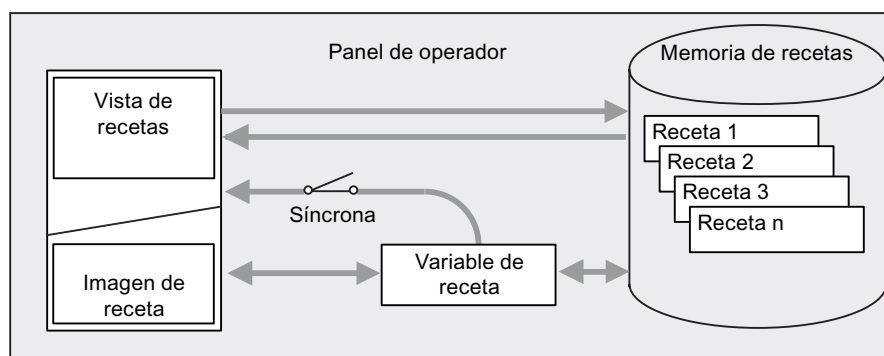 Panel de operador
Memoria de recetas
Vista de
recetas
Receta 1
Receta 2
Receta 3
Receta n
Síncrona
Variable de
receta
Imagen de
receta